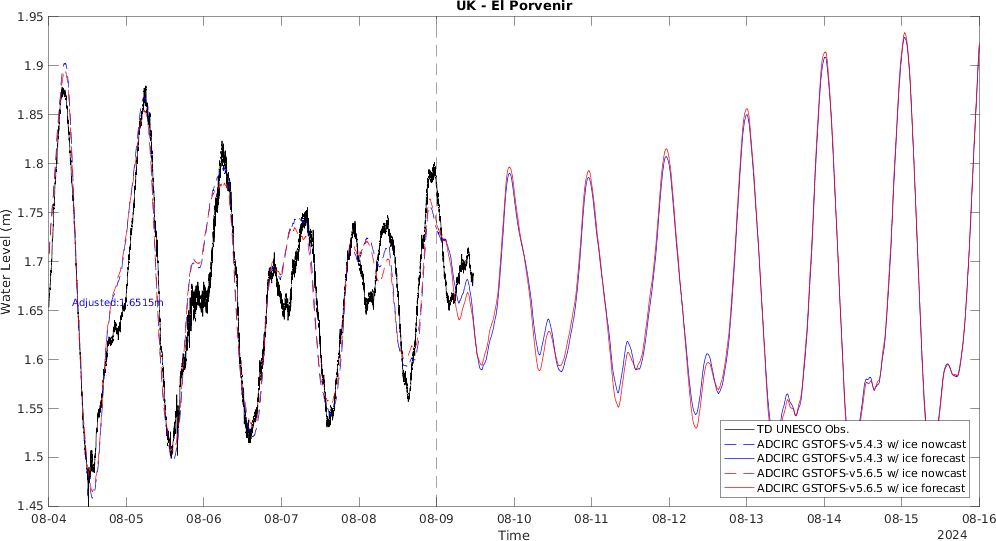 UK - El Porvenir
1.95
1.9
1.85
1.8
1.75
1.7
1.65
1.6
1.55
1.5
1.45
Water Level (m)
Adjusted:1.6515m
TD UNESCO Obs.
ADCIRC GSTOFS-v5.4.3 w/ ice nowcast
ADCIRC GSTOFS-v5.4.3 w/ ice forecast
ADCIRC GSTOFS-v5.6.5 w/ ice nowcast
ADCIRC GSTOFS-v5.6.5 w/ ice forecast
08-04 08-05 08-06 08-07 08-08 08-09 08-10 08-11 08-12 08-13 08-14 08-15 08-16
Time
2024